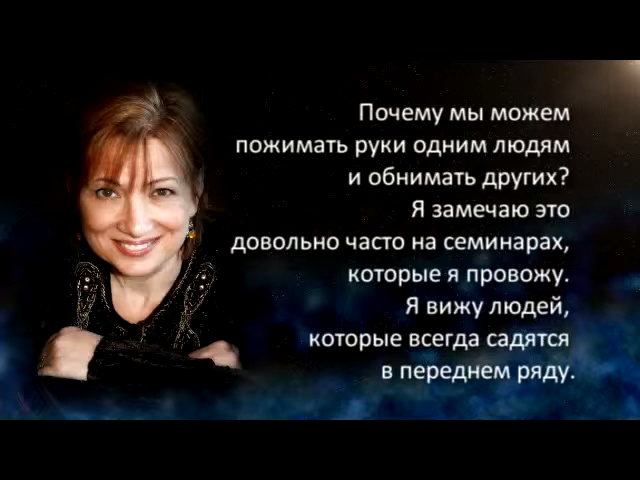 Почему мы можем
пожимать руки одним людям
и обнимать других?
Я замечаю это
довольно часто на семинарах,
которые я провожу.
Я вижу людей,
которые всегда садятся
в переднем ряду.